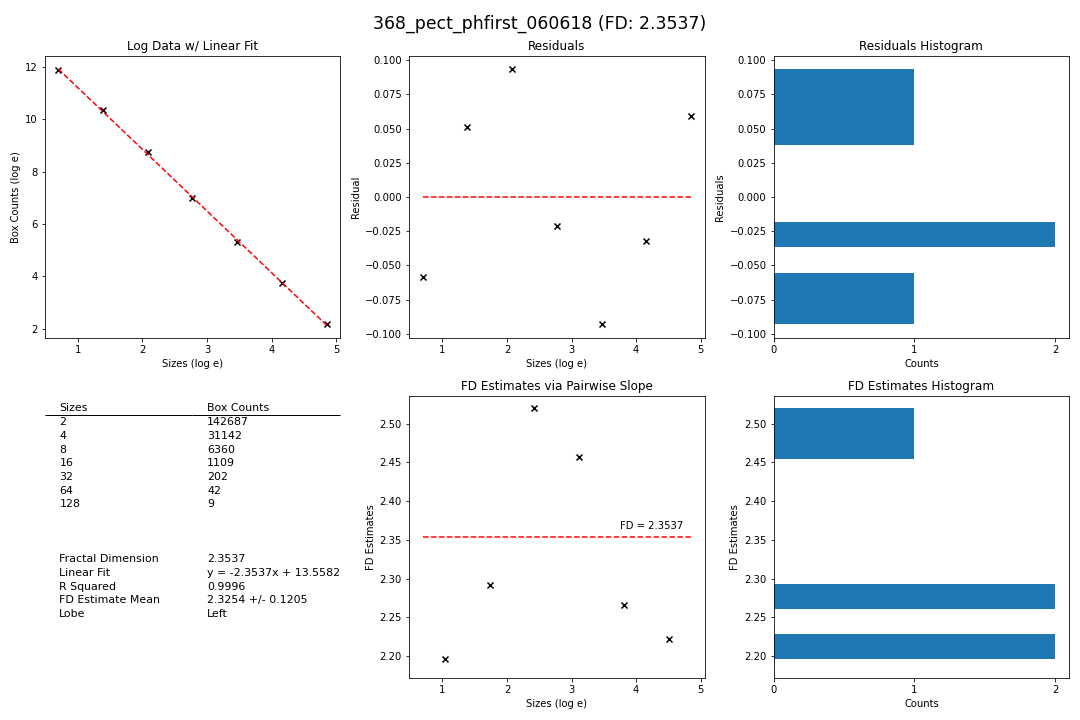 368_pect_phfirst_060618 (FD: 2.3537)
Log Data w/ Linear Fit
Box Counts (log e)
12
10
8
6
4
2
1 2 3 4 5
Sizes (log e)
Residuals
Residual
0.100
0.075
0.050
0.025
0.000
−0.025
−0.050
−0.075
−0.100
1 2 3 4 5
Sizes (log e)
Residuals Histogram
Residuals
0.100
0.075
0.050
0.025
0.000
−0.025
−0.050
−0.075
−0.100
0 1 2
Counts
Sizes Box Counts
2 142687
4 31142
8 6360
16 1109
32 202
64 42
128 9
Fractal Dimension 2.3537
Linear Fit y = -2.3537x + 13.5582
R Squared 0.9996
FD Estimate Mean 2.3254 +/- 0.1205
Lobe Left
FD Estimates via Pairwise Slope
FD Estimates
2.50
2.45
2.40
2.35
2.30
2.25
2.20
FD = 2.3537
1 2 3 4 5
Sizes (log e)
FD Estimates Histogram
FD Estimates
2.50
2.45
2.40
2.35
2.30
2.25
2.20
0 1 2
Counts